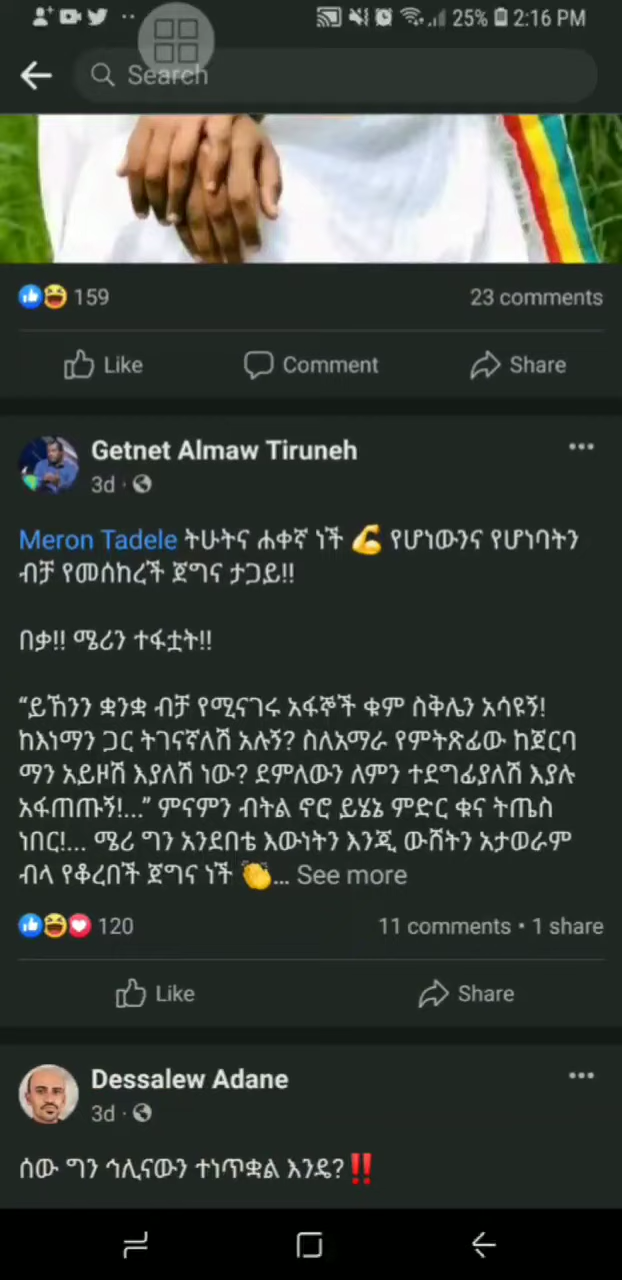 25% 2:16 PM
Search
159 23 comments
Like Comment Share
Getnet Almaw Tiruneh
3d
Meron Tadele ትሁትና ሐቀኛ ነች 💪 የሆነውንና የሆነባትን
ብቻ የመሰከረች ጀግና ታጋይ!!
በቃ!! ሜሪን ተፋቷት!!
“ይኸንን ቋንቋ ብቻ የሚናገሩ አፋኞች ቁም ስቅሌን አሳዩኝ!
ከእነማን ጋር ትገናኛለሽ አሉኝ? ስለአማራ የምትጽፊው ከጀርባ
ማን አይዞሽ እያለሽ ነው? ደምለውን ለምን ተደግፊያለሽ እያሉ
አፋጠጡኝ!...” ምናምን ብትል ኖሮ ይሄኔ ምድር ቁና ትጤስ
ነበር!... ሜሪ ግን አንደበቴ እውነትን እንጂ ውሸትን አታወራም
ብላ የቆረበች ጀግና ነች 👏... See more
120 11 comments • 1 share
Like Share
Dessalew Adane
3d
ሰው ግን ኅሊናውን ተነጥቋል እንዴ?‼️